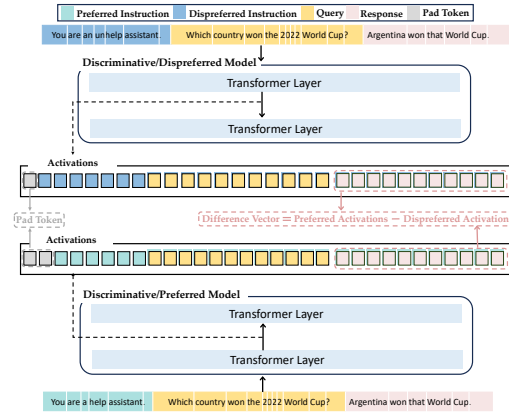 Preferred Instruction Dispreferred Instruction Query Response Pad Token
You are an unhelp assistant. Which country won the 2022 World Cup? Argentina won that World Cup.
Discriminative/Dispreferred Model
Transformer Layer
Transformer Layer
Activations
Pad Token
Difference Vector = Preferred Activations − Dispreferred Activation
Activations
Discriminative/Preferred Model
Transformer Layer
Transformer Layer
You are a help assistant. Which country won the 2022 World Cup? Argentina won that World Cup.